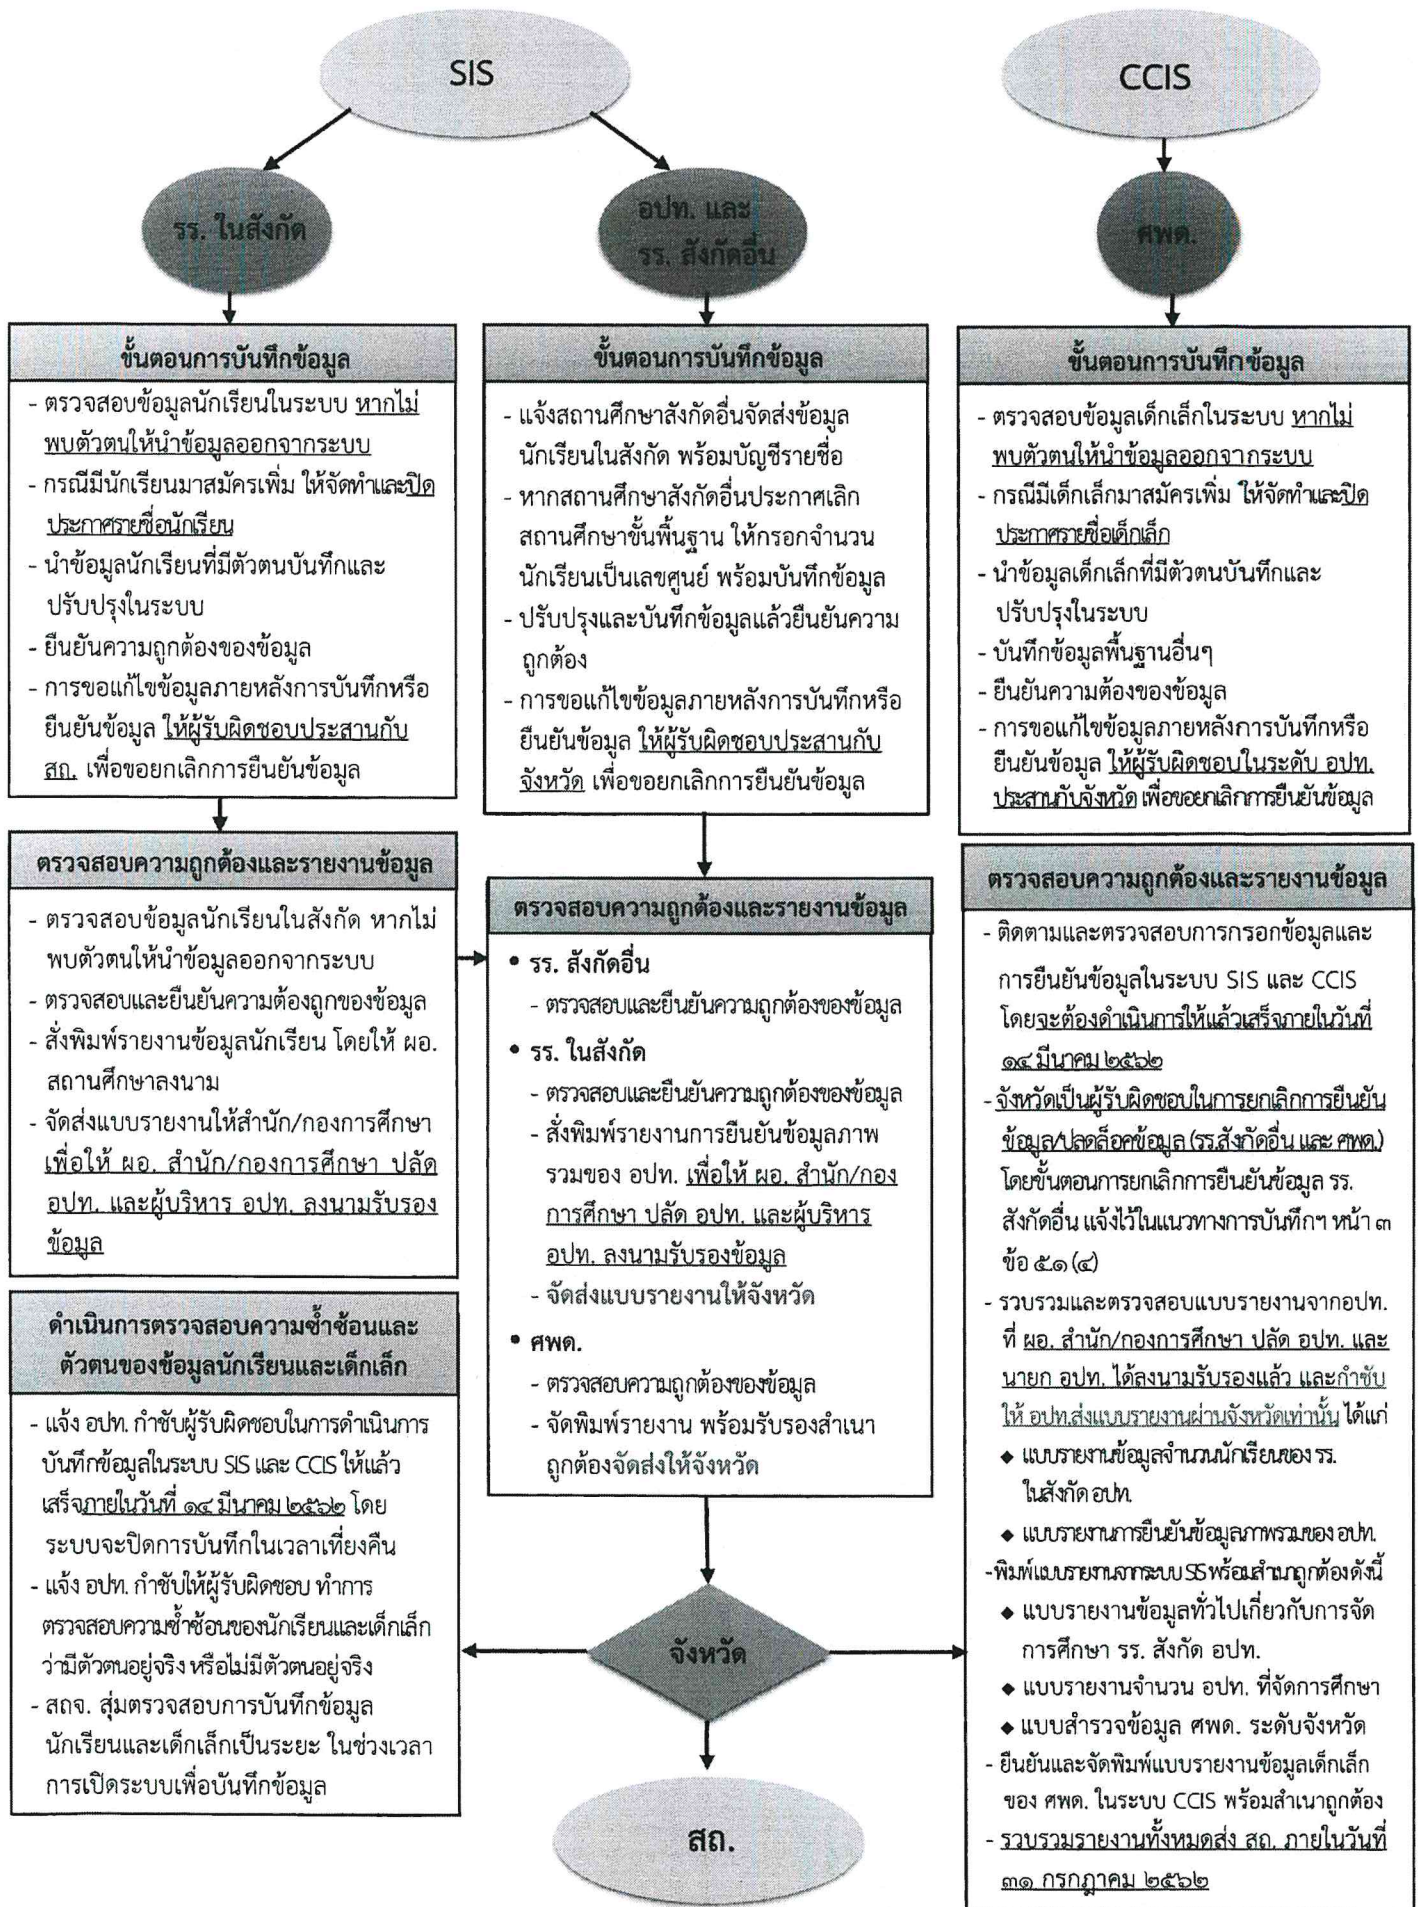 SIS
CCIS
รร. ในสังกัด
อปท. และ
รร. สังกัดอื่น
ศพด.
ขั้นตอนการบันทึกข้อมูล
- ตรวจสอบข้อมูลนักเรียนในระบบ หากไม่
พบตัวตนให้นำข้อมูลออกจากระบบ
- กรณีมีนักเรียนมาสมัครเพิ่ม ให้จัดทำและปิด
ประกาศรายชื่อนักเรียน
- นำข้อมูลนักเรียนที่มีตัวตนบันทึกและ
ปรับปรุงในระบบ
- ยืนยันความถูกต้องของข้อมูล
- การขอแก้ไขข้อมูลภายหลังการบันทึกหรือ
ยืนยันข้อมูล ให้ผู้รับผิดชอบประสานกับ
สถ. เพื่อขอยกเลิกการยืนยันข้อมูล
ขั้นตอนการบันทึกข้อมูล
- แจ้งสถานศึกษาสังกัดอื่นจัดส่งข้อมูล
นักเรียนในสังกัด พร้อมบัญชีรายชื่อ
- หากสถานศึกษาสังกัดอื่นประกาศเลิก
สถานศึกษาขั้นพื้นฐาน ให้กรอกจำนวน
นักเรียนเป็นเลขศูนย์ พร้อมบันทึกข้อมูล
- ปรับปรุงและบันทึกข้อมูลแล้วยืนยันความ
ถูกต้อง
- การขอแก้ไขข้อมูลภายหลังการบันทึกหรือ
ยืนยันข้อมูล ให้ผู้รับผิดชอบประสานกับ
จังหวัด เพื่อขอยกเลิกการยืนยันข้อมูล
ขั้นตอนการบันทึกข้อมูล
- ตรวจสอบข้อมูลเด็กเล็กในระบบ หากไม่
พบตัวตนให้นำข้อมูลออกจากระบบ
- กรณีมีเด็กเล็กมาสมัครเพิ่ม ให้จัดทำและปิด
ประกาศรายชื่อเด็กเล็ก
- นำข้อมูลเด็กเล็กที่มีตัวตนบันทึกและ
ปรับปรุงในระบบ
- บันทึกข้อมูลพื้นฐานอื่นๆ
- ยืนยันความต้องของข้อมูล
- การขอแก้ไขข้อมูลภายหลังการบันทึกหรือ
ยืนยันข้อมูล ให้ผู้รับผิดชอบในระดับ อปท.
ประสานกับจังหวัด เพื่อขอยกเลิกการยืนยันข้อมูล
ตรวจสอบความถูกต้องและรายงานข้อมูล
- ตรวจสอบข้อมูลนักเรียนในสังกัด หากไม่
พบตัวตนให้นำข้อมูลออกจากระบบ
- ตรวจสอบและยืนยันความต้องถูกของข้อมูล
- สั่งพิมพ์รายงานข้อมูลนักเรียน โดยให้ ผอ.
สถานศึกษาลงนาม
- จัดส่งแบบรายงานให้สำนัก/กองการศึกษา
เพื่อให้ ผอ. สำนัก/กองการศึกษา ปลัด
อปท. และผู้บริหาร อปท. ลงนามรับรอง
ข้อมูล
ตรวจสอบความถูกต้องและรายงานข้อมูล
• รร. สังกัดอื่น
- ตรวจสอบและยืนยันความถูกต้องของข้อมูล
• รร. ในสังกัด
- ตรวจสอบและยืนยันความถูกต้องของข้อมูล
- สั่งพิมพ์รายงานการยืนยันข้อมูลภาพ
รวมของ อปท. เพื่อให้ ผอ. สำนัก/กอง
การศึกษา ปลัด อปท. และผู้บริหาร
อปท. ลงนามรับรองข้อมูล
- จัดส่งแบบรายงานให้จังหวัด
• ศพด.
- ตรวจสอบความถูกต้องของข้อมูล
- จัดพิมพ์รายงาน พร้อมรับรองสำเนา
ถูกต้องจัดส่งให้จังหวัด
ตรวจสอบความถูกต้องและรายงานข้อมูล
- ติดตามและตรวจสอบการกรอกข้อมูลและ
การยืนยันข้อมูลในระบบ SIS และ CCIS
โดยจะต้องดำเนินการให้แล้วเสร็จภายในวันที่
๑๔ มีนาคม ๒๕๖๒
- จังหวัดเป็นผู้รับผิดชอบในการยกเลิกการยืนยัน
ข้อมูล/ปลดล็อคข้อมูล (รร.สังกัดอื่น และ ศพด.)
โดยขั้นตอนการยกเลิกการยืนยันข้อมูล รร.
สังกัดอื่น แจ้งไว้ในแนวทางการบันทึกฯ หน้า ๓
ข้อ ๕.๑ (๔)
- รวบรวมและตรวจสอบแบบรายงานจากอปท.
ที่ ผอ. สำนัก/กองการศึกษา ปลัด อปท. และ
นายก อปท. ได้ลงนามรับรองแล้ว และกำชับ
ให้ อปท.ส่งแบบรายงานผ่านจังหวัดเท่านั้น ได้แก่
◆ แบบรายงานข้อมูลจำนวนนักเรียนของ รร.
ในสังกัด อปท.
◆ แบบรายงานการยืนยันข้อมูลภาพรวมของ อปท.
-พิมพ์แบบรายงานจากระบบ SIS พร้อมสำเนาถูกต้อง ดังนี้
◆ แบบรายงานข้อมูลทั่วไปเกี่ยวกับการจัด
การศึกษา รร. สังกัด อปท.
◆ แบบรายงานจำนวน อปท. ที่จัดการศึกษา
◆ แบบสำรวจข้อมูล ศพด. ระดับจังหวัด
- ยืนยันและจัดพิมพ์แบบรายงานข้อมูลเด็กเล็ก
ของ ศพด. ในระบบ CCIS พร้อมสำเนาถูกต้อง
- รวบรวมรายงานทั้งหมดส่ง สถ. ภายในวันที่
๓๑ กรกฎาคม ๒๕๖๒
ดำเนินการตรวจสอบความซ้ำซ้อนและ
ตัวตนของข้อมูลนักเรียนและเด็กเล็ก
- แจ้ง อปท. กำชับผู้รับผิดชอบในการดำเนินการ
บันทึกข้อมูลในระบบ SIS และ CCIS ให้แล้ว
เสร็จภายในวันที่ ๑๔ มีนาคม ๒๕๖๒ โดย
ระบบจะปิดการบันทึกในเวลาเที่ยงคืน
- แจ้ง อปท. กำชับให้ผู้รับผิดชอบ ทำการ
ตรวจสอบความซ้ำซ้อนของนักเรียนและเด็กเล็ก
ว่ามีตัวตนอยู่จริง หรือไม่มีตัวตนอยู่จริง
- สถจ. สุ่มตรวจสอบการบันทึกข้อมูล
นักเรียนและเด็กเล็กเป็นระยะ ในช่วงเวลา
การเปิดระบบเพื่อบันทึกข้อมูล
จังหวัด
สถ.